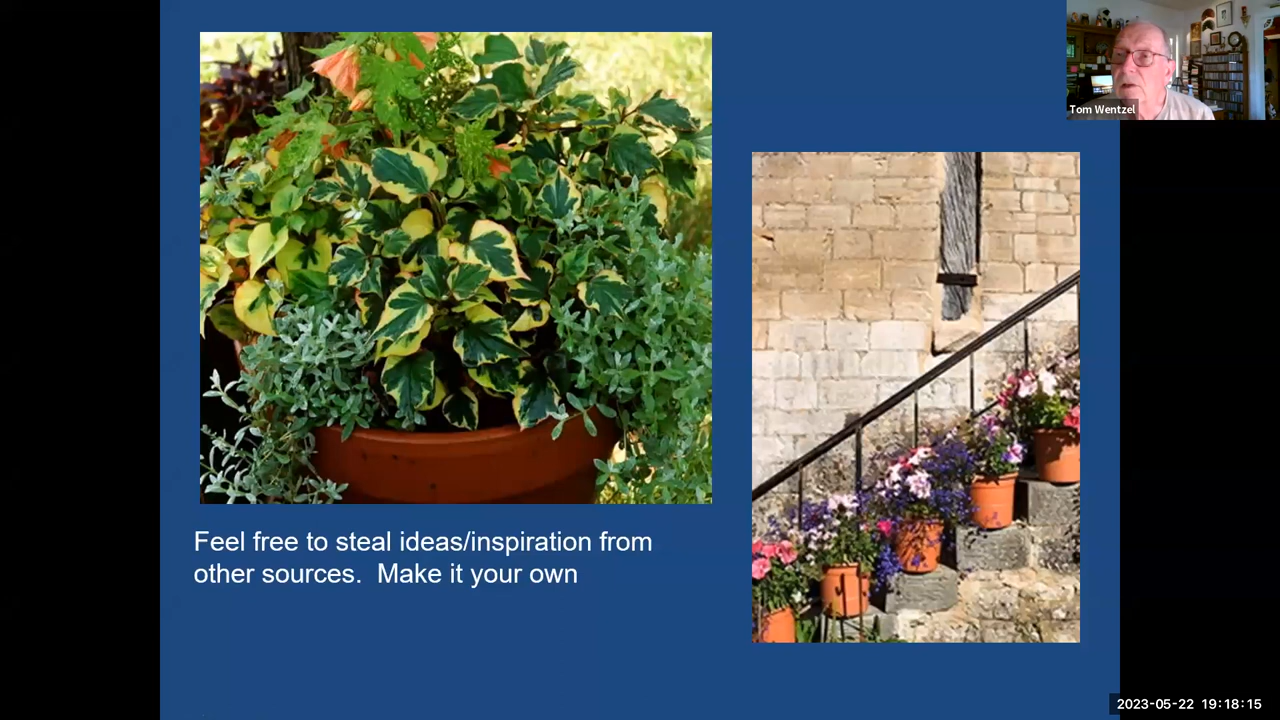 Tom Wentzel
Feel free to steal ideas/inspiration from
other sources.  Make it your own
2023-05-22 19:18:15